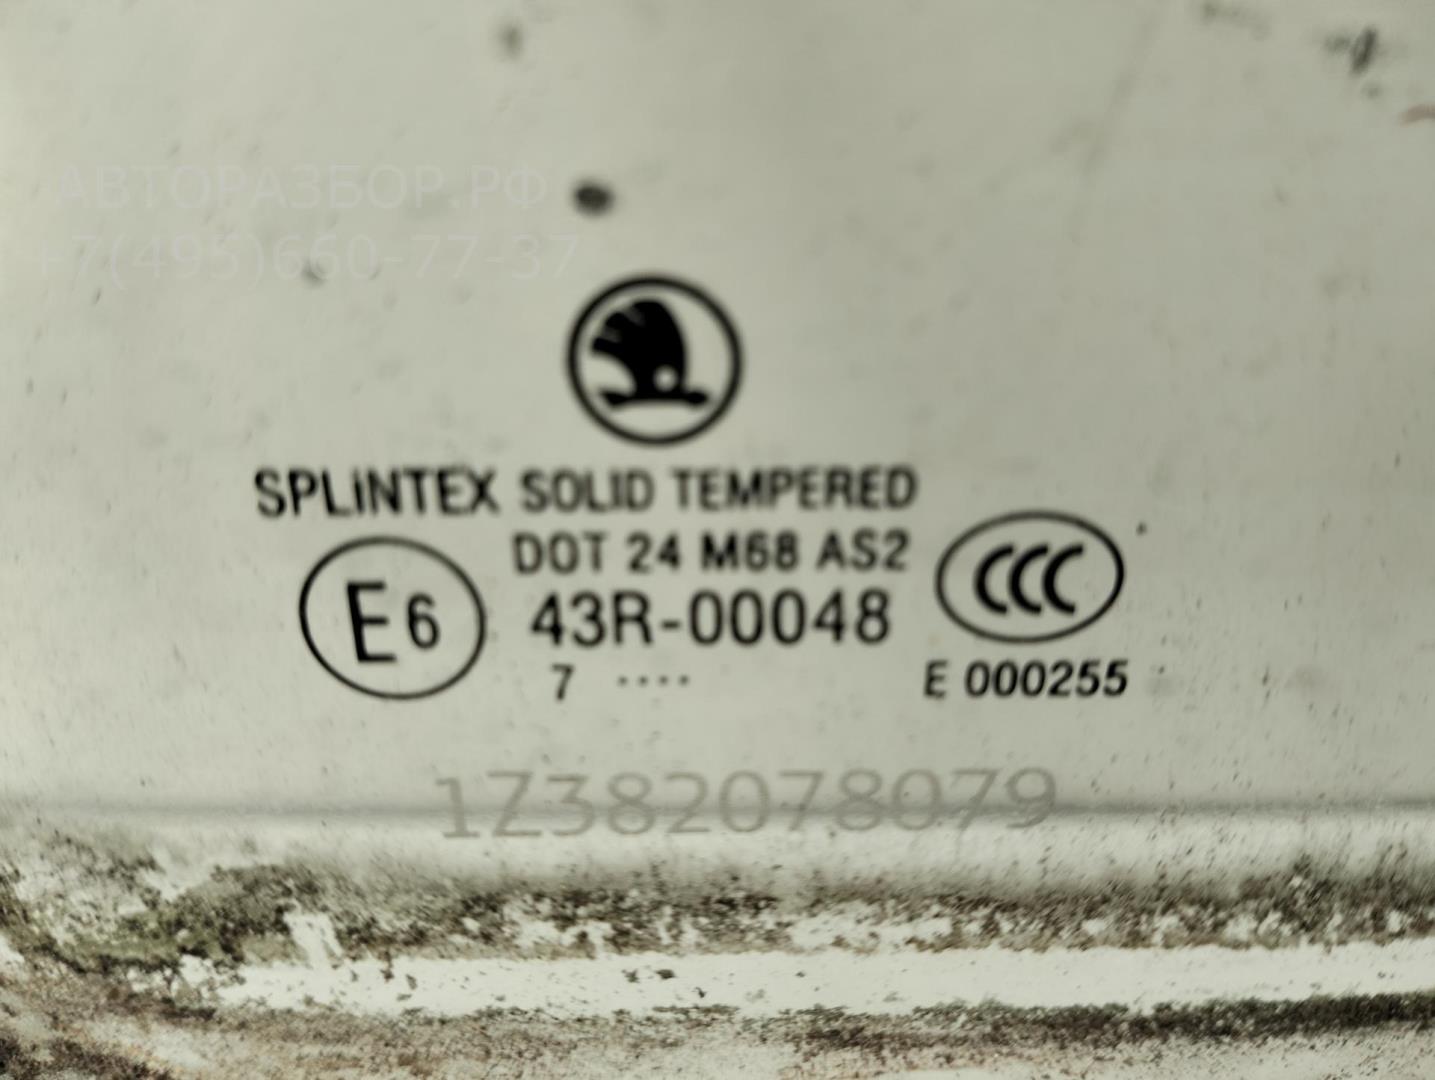 АВТОРАЗБОР.РФ
+7(495)660-77-37
SPLiNTEX SOLID TEMPERED
DOT 24 M68 AS2
E6
43R-00048
CCC
7 ····
E 000255
1Z382078079